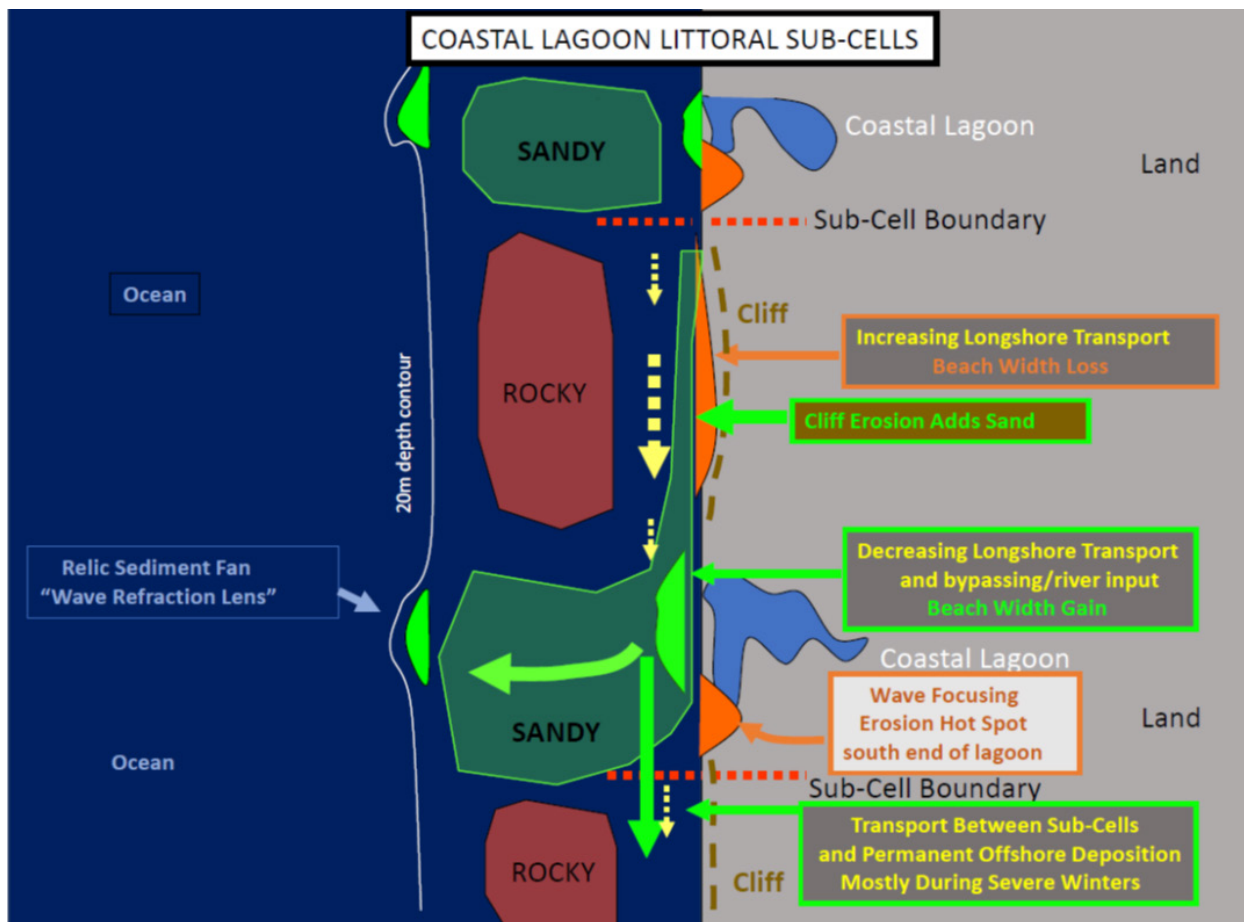 COASTAL LAGOON LITTORAL SUB-CELLS
Coastal Lagoon
SANDY
Land
Sub-Cell Boundary
Ocean
Cliff
Increasing Longshore Transport
Beach Width Loss
ROCKY
Cliff Erosion Adds Sand
20m depth contour
Relic Sediment Fan
“Wave Refraction Lens”
Decreasing Longshore Transport
and bypassing/river input
Beach Width Gain
Coastal Lagoon
Wave Focusing
Erosion Hot Spot
south end of lagoon
Land
SANDY
Ocean
Sub-Cell Boundary
Transport Between Sub-Cells
and Permanent Offshore Deposition
Mostly During Severe Winters
ROCKY
Cliff